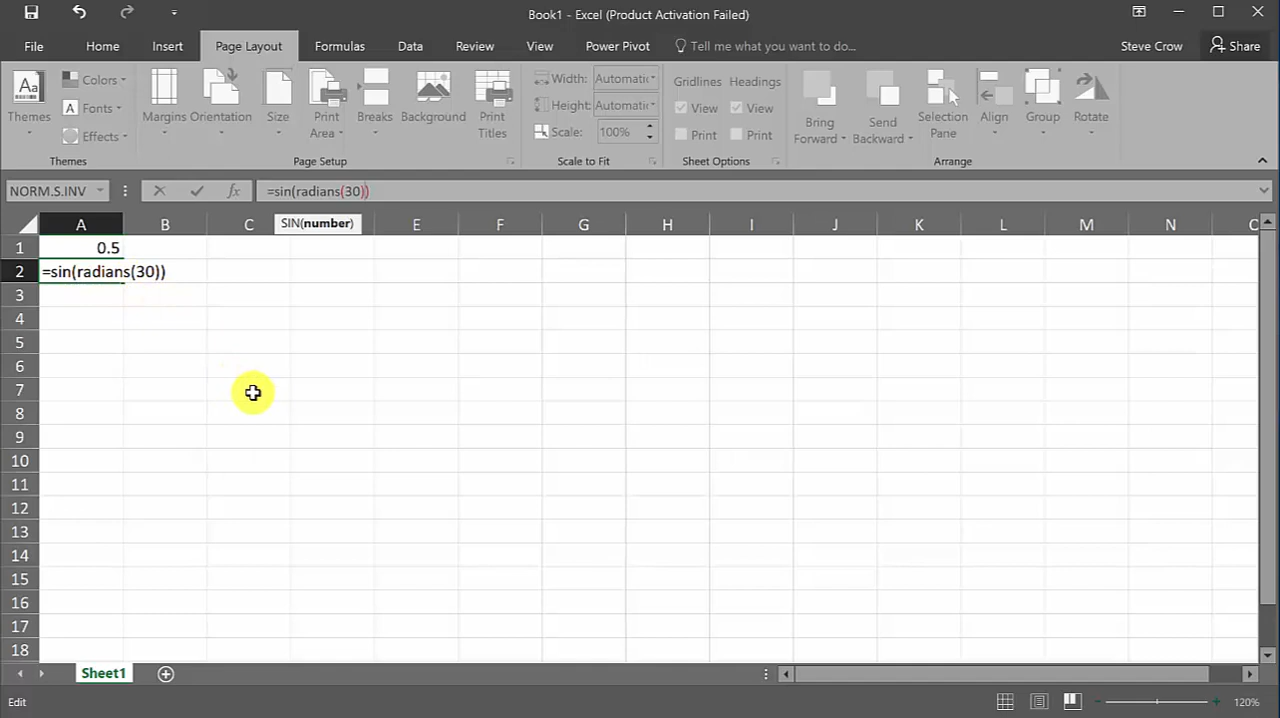 Book1 - Excel (Product Activation Failed)
File Home Insert Page Layout Formulas Data Review View Power Pivot Tell me what you want to do... Steve Crow Share
Aa
Themes
Colors
Fonts
Effects
Themes
Margins
Orientation
Size
Print Area
Breaks
Background
Print Titles
Page Setup
Width: Automatic
Height: Automatic
Scale: 100%
Scale to Fit
Gridlines Headings
View View
Print Print
Sheet Options
Bring Forward
Send Backward
Selection Pane
Align
Group
Rotate
Arrange
NORM.S.INV fx =sin(radians(30))
SIN(number)
A B C E F G H I J K L M N
1 0.5
2 =sin(radians(30))
3
4
5
6
7
8
9
10
11
12
13
14
15
16
17
18
Sheet1
Edit 120%